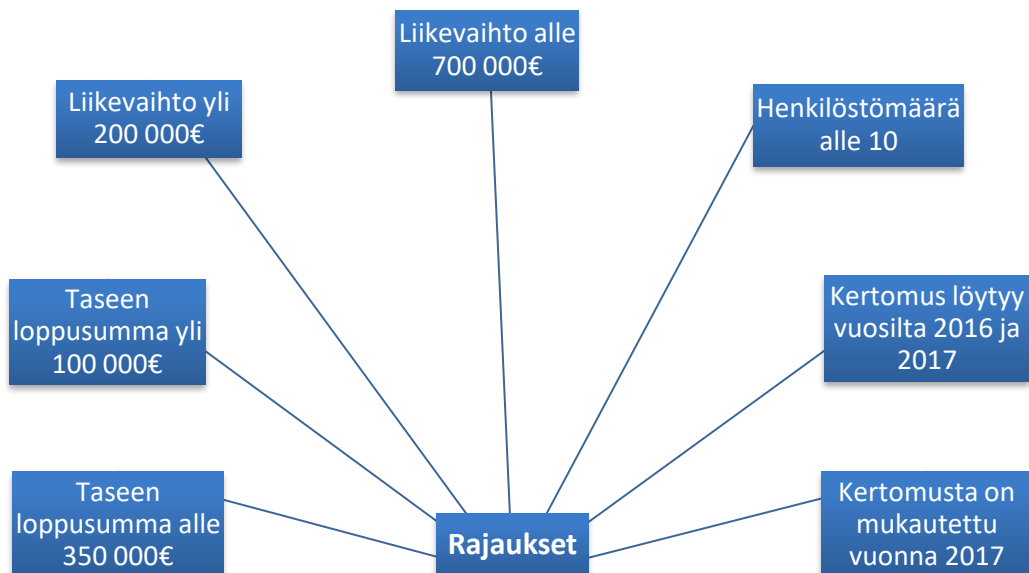 Liikevaihto alle
700 000€
Liikevaihto yli
200 000€
Henkilöstömäärä
alle 10
Taseen
loppusumma yli
100 000€
Kertomus löytyy
vuosilta 2016 ja
2017
Taseen
loppusumma alle
350 000€
Rajaukset
Kertomusta on
mukautettu
vuonna 2017